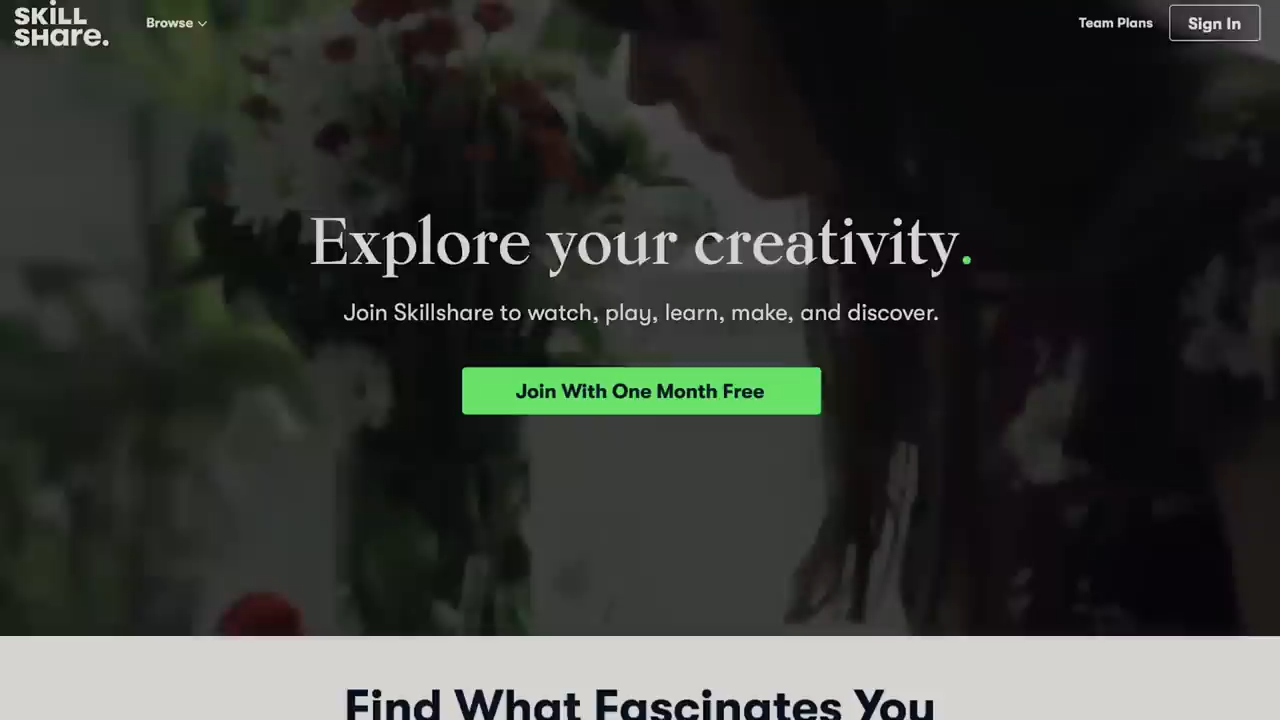 SKiLL
SHare.
Browse
Team Plans
Sign In
Explore your creativity.
Join Skillshare to watch, play, learn, make, and discover.
Join With One Month Free
Find What Fascinates You